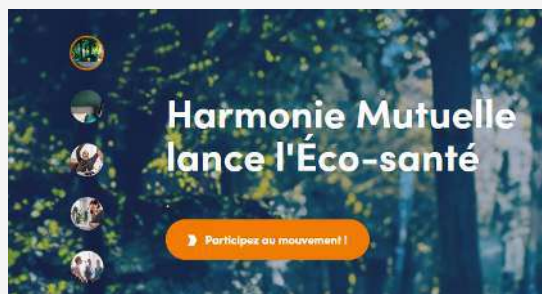 Harmonie Mutuelle
lance l'Éco-santé
Participez au mouvement !